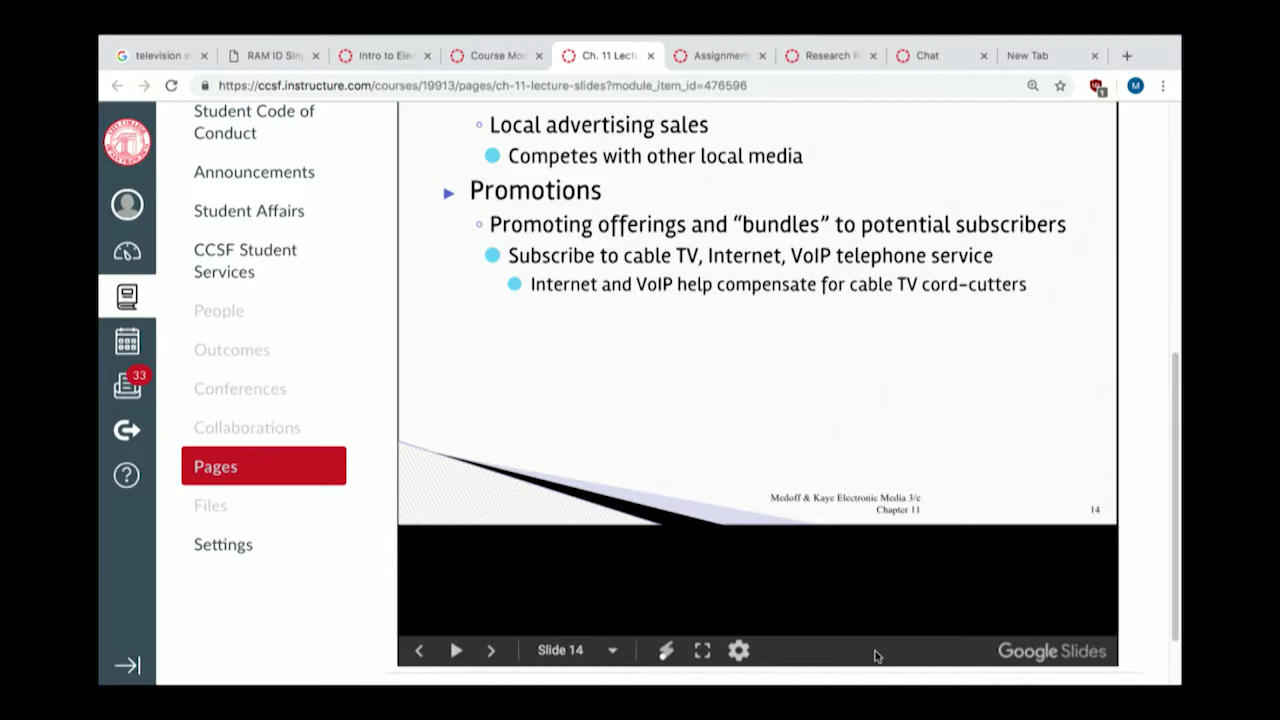 television s
RAM ID Sin
Intro to Ele
Course Mod
Ch. 11 Lectu
Assignment
Research P
Chat
New Tab
https://ccsf.instructure.com/courses/19913/pages/ch-11-lecture-slides?module_item_id=476596
M
1
Student Code of
Conduct
Announcements
Student Affairs
CCSF Student
Services
People
Outcomes
Conferences
33
Collaborations
Pages
Files
Settings
Local advertising sales
Competes with other local media
Promotions
Promoting offerings and “bundles” to potential subscribers
Subscribe to cable TV, Internet, VoIP telephone service
Internet and VoIP help compensate for cable TV cord-cutters
Medoff & Kaye Electronic Media 3/e
Chapter 11
14
Slide 14
Google Slides